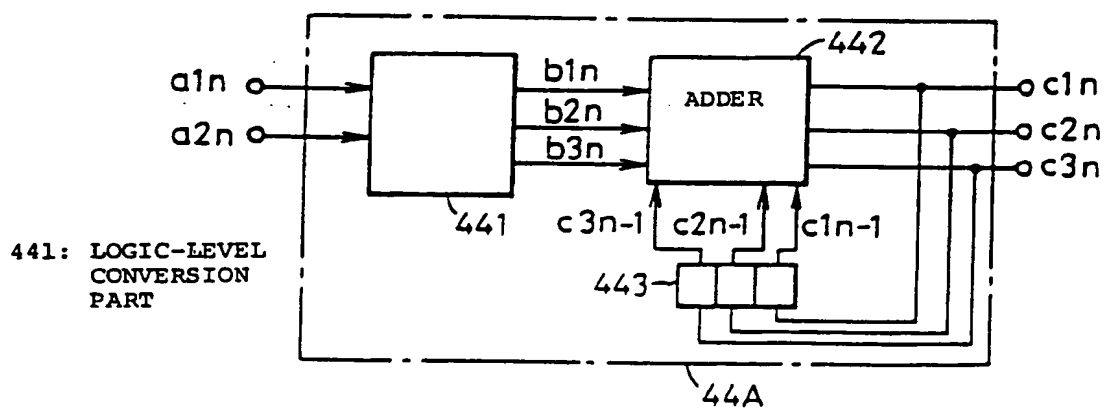 442
a1n
b1n
ADDER
c1n
a2n
b2n
c2n
b3n
c3n
441
c3n-1
c2n-1
c1n-1
441: LOGIC-LEVEL
CONVERSION
PART
443
44A